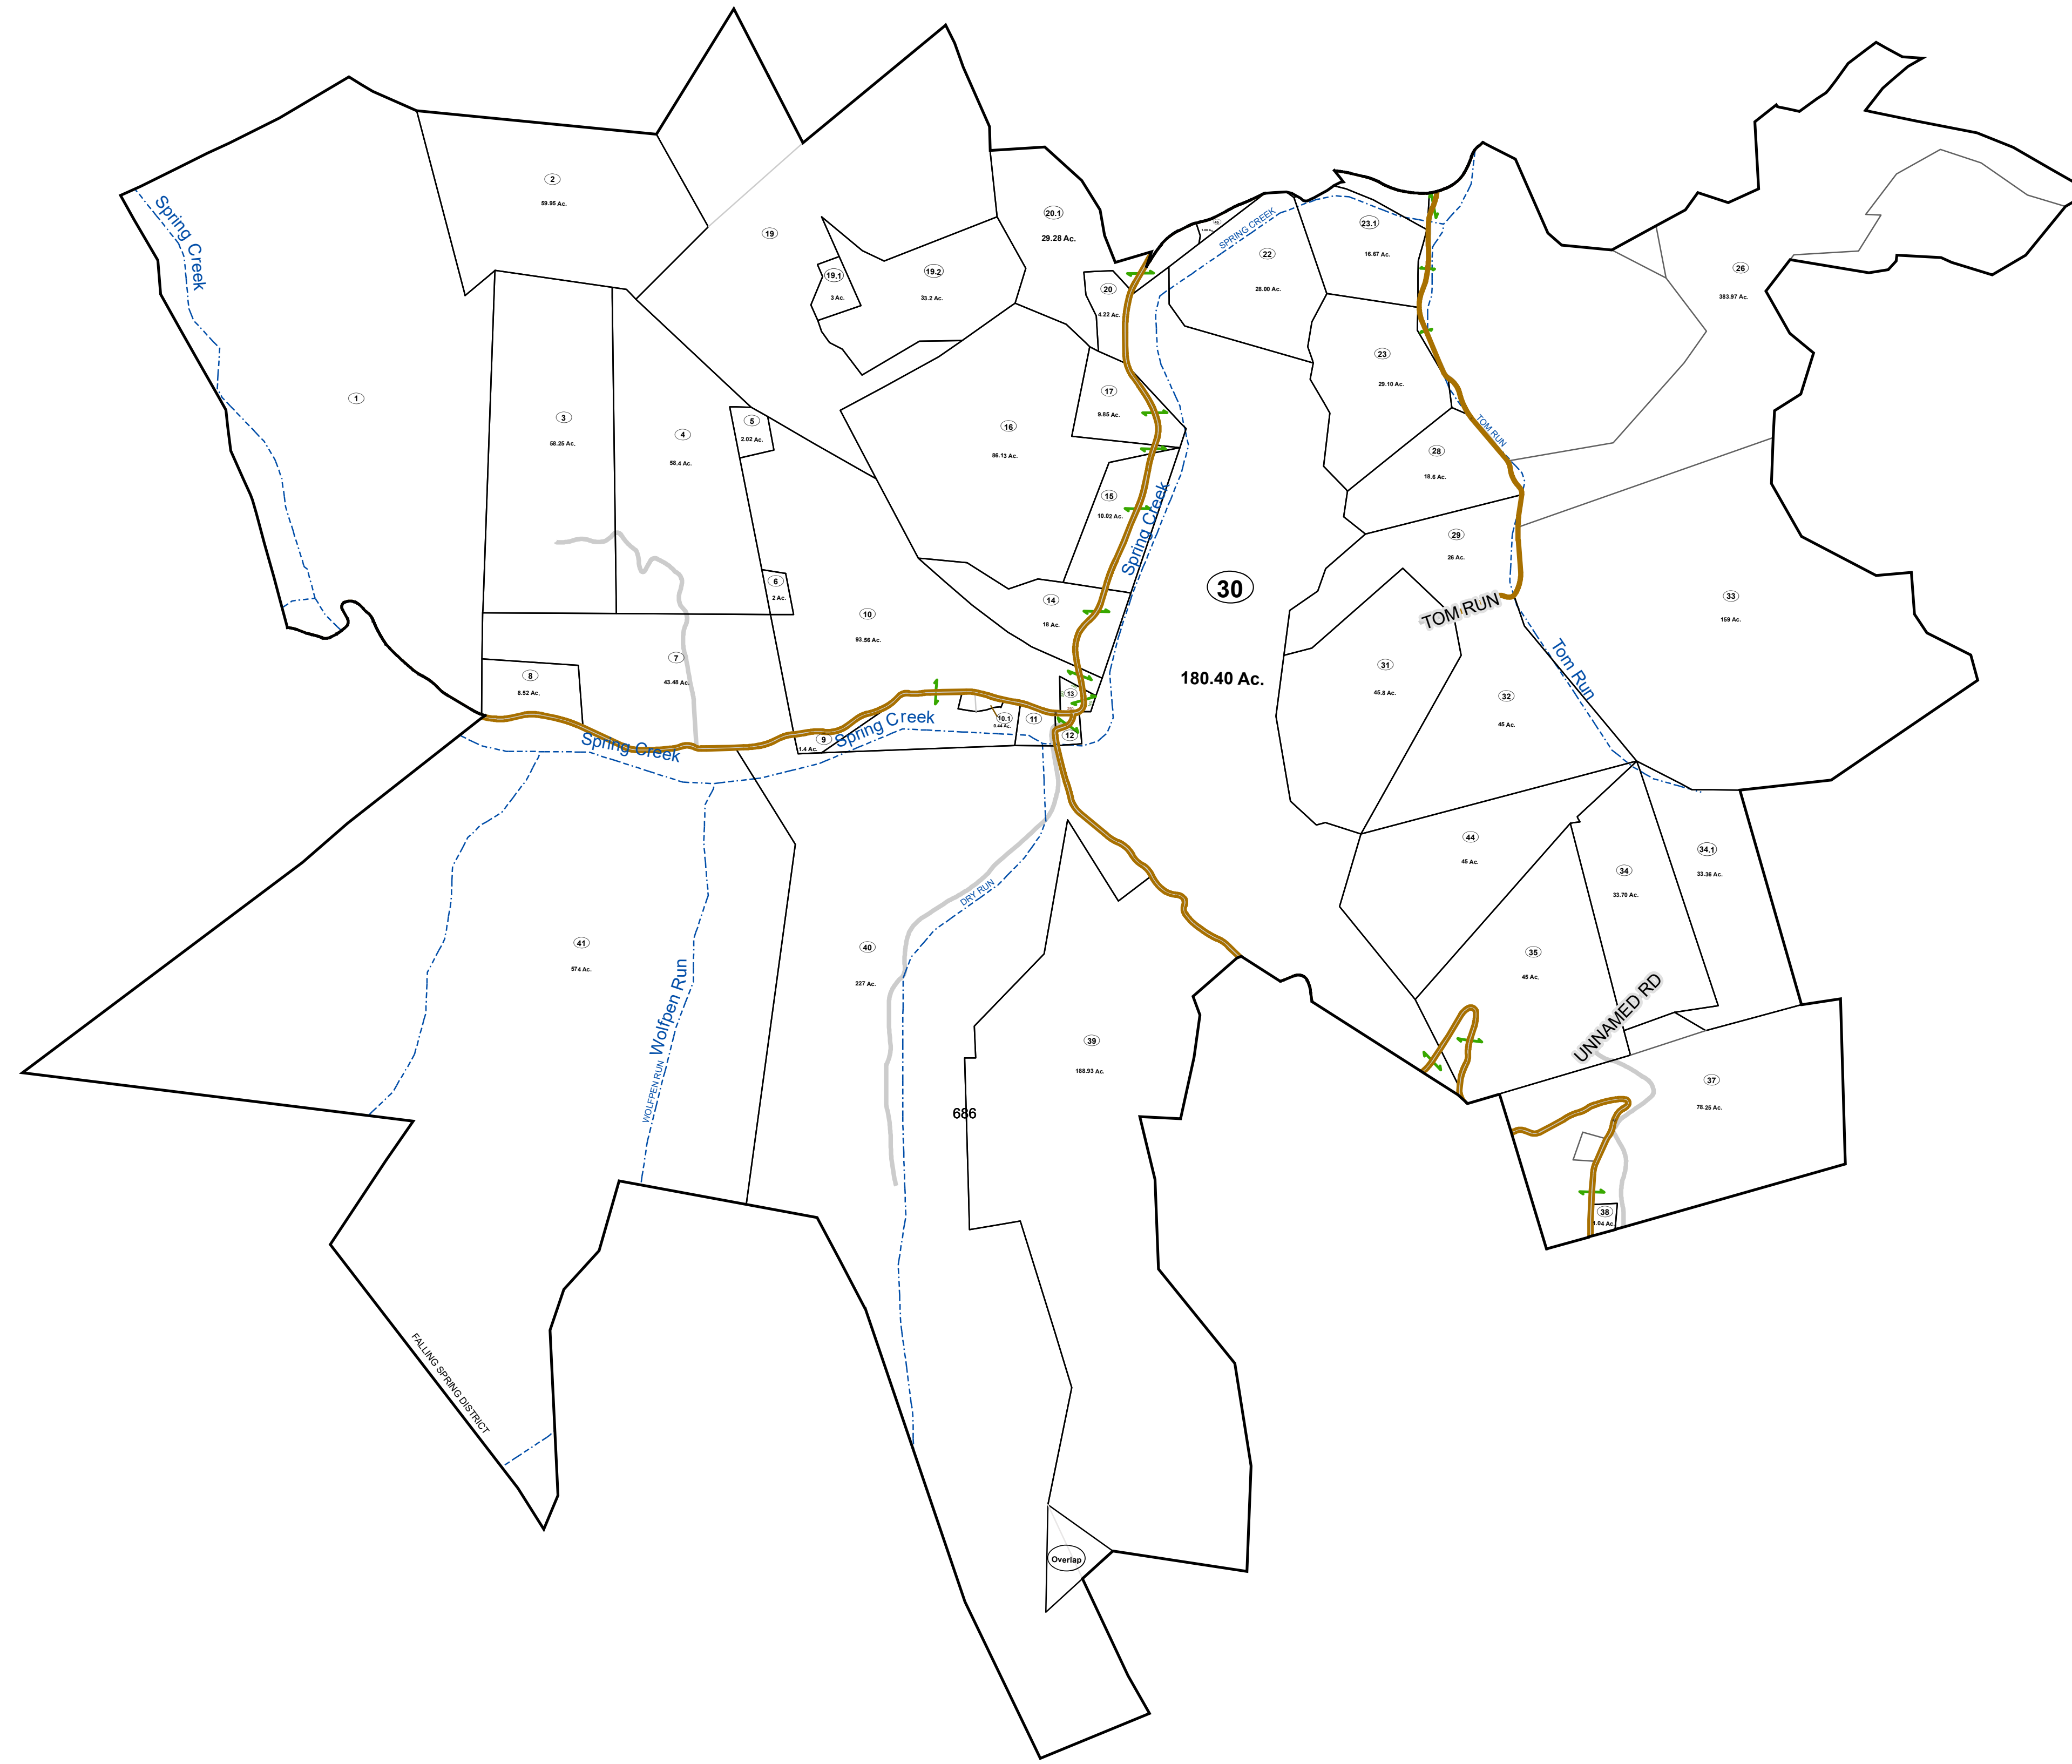 2
59.95 Ac.
Spring Creek
19
20.1
29.28 Ac.
SPRING CREEK
23.1
16.67 Ac.
22
28.00 Ac.
26
383.97 Ac.
19.1
3 Ac.
19.2
33.2 Ac.
20
4.22 Ac.
23
29.10 Ac.
1
3
58.25 Ac.
4
58.4 Ac.
5
2.02 Ac.
16
86.13 Ac.
17
9.85 Ac.
TOM RUN
28
18.6 Ac.
15
10.02 Ac.
Spring Creek
29
26 Ac.
6
2 Ac.
30
180.40 Ac.
10
93.56 Ac.
14
18 Ac.
TOM RUN
33
159 Ac.
7
43.48 Ac.
8
8.52 Ac.
31
45.8 Ac.
32
45 Ac.
Tom Run
13
10.1
11
12
9
1.4 Ac.
Spring Creek
Spring Creek
44
45 Ac.
34
33.70 Ac.
34.1
33.36 Ac.
DRY RUN
41
574 Ac.
40
227 Ac.
35
45 Ac.
Wolfpen Run
WOLFPEN RUN
UNNAMED RD
39
188.93 Ac.
37
78.25 Ac.
686
38
1.04 Ac.
FALLING SPRING DISTRICT
Overlap